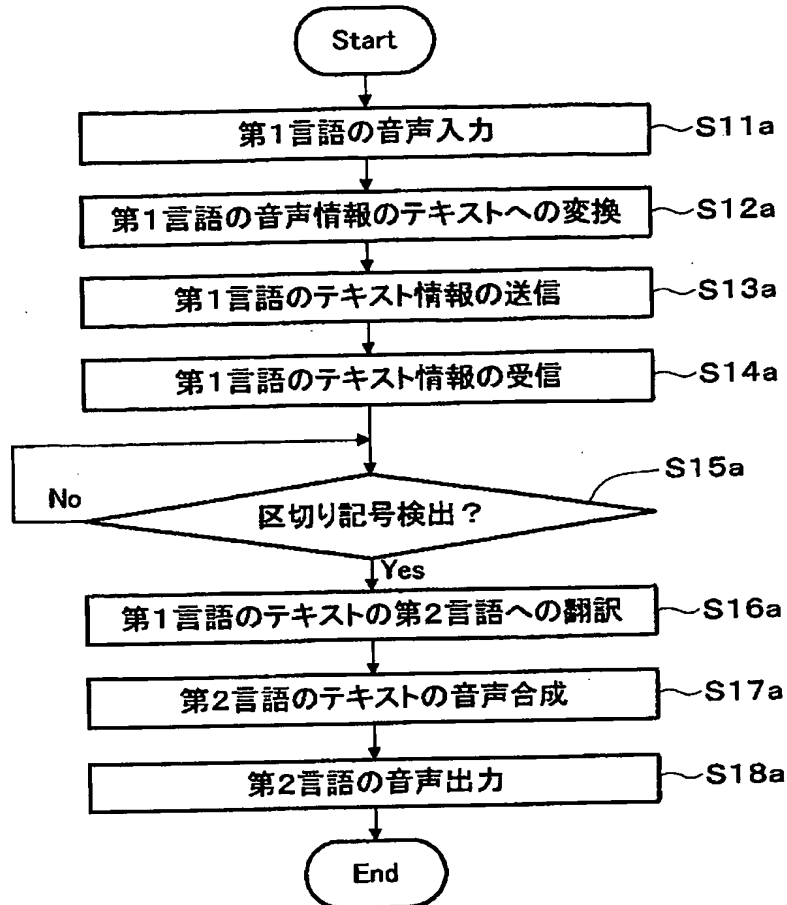 Start
第1言語の音声入力 S11a
第1言語の音声情報のテキストへの変換 S12a
第1言語のテキスト情報の送信 S13a
第1言語のテキスト情報の受信 S14a
S15a
No
区切り記号検出？
Yes
第1言語のテキストの第2言語への翻訳 S16a
第2言語のテキストの音声合成 S17a
第2言語の音声出力 S18a
End